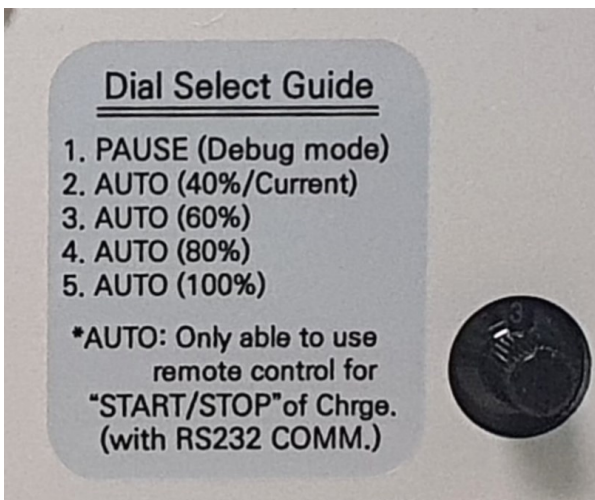 Dial Select Guide
1. PAUSE (Debug mode)
2. AUTO (40%/Current)
3. AUTO (60%)
4. AUTO (80%)
5. AUTO (100%)
*AUTO: Only able to use
remote control for
"START/STOP"of Chrge.
(with RS232 COMM.)
3